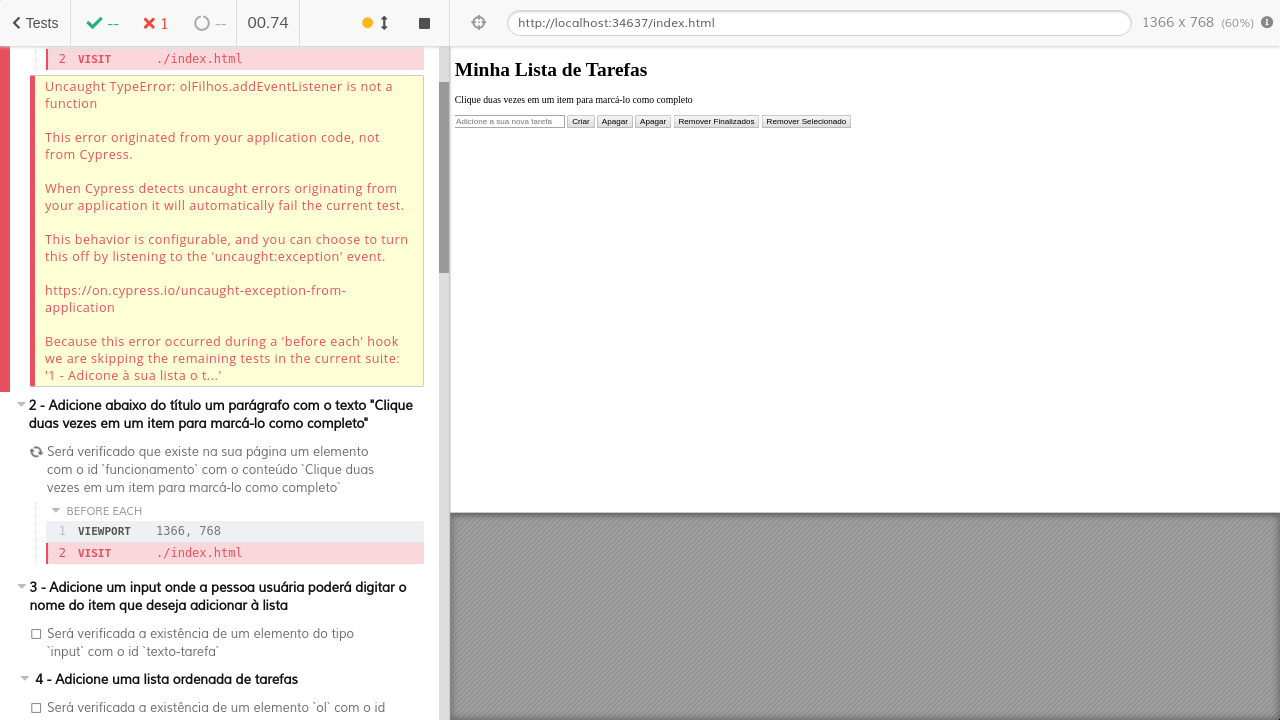 Tests
--
1
--
00.74
http://localhost:34637/index.html
1366 x 768 (60%)
2 VISIT ./index.html
Uncaught TypeError: olFilhos.addEventListener is not a
function
This error originated from your application code, not
from Cypress.
When Cypress detects uncaught errors originating from
your application it will automatically fail the current test.
This behavior is configurable, and you can choose to turn
this off by listening to the 'uncaught:exception' event.
https://on.cypress.io/uncaught-exception-from-
application
Because this error occurred during a 'before each' hook
we are skipping the remaining tests in the current suite:
'1 - Adicone à sua lista o t...'
2 - Adicione abaixo do título um parágrafo com o texto "Clique
duas vezes em um item para marcá-lo como completo"
Será verificado que existe na sua página um elemento
com o id `funcionamento` com o conteúdo `Clique duas
vezes em um item para marcá-lo como completo`
BEFORE EACH
1 VIEWPORT 1366, 768
2 VISIT ./index.html
3 - Adicione um input onde a pessoa usuária poderá digitar o
nome do item que deseja adicionar à lista
Será verificada a existência de um elemento do tipo
`input` com o id `texto-tarefa`
4 - Adicione uma lista ordenada de tarefas
Será verificada a existência de um elemento `ol` com o id
Minha Lista de Tarefas
Clique duas vezes em um item para marcá-lo como completo
Adicione a sua nova tarefa Criar Apagar Apagar Remover Finalizados Remover Selecionado